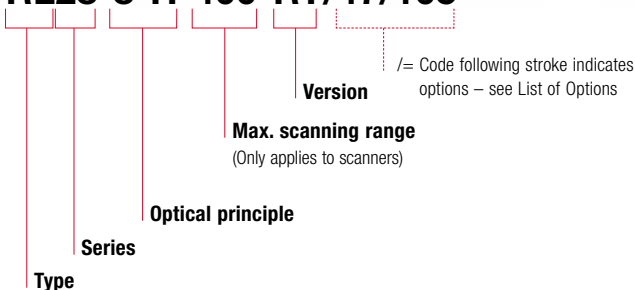 /= Code following stroke indicates
options – see List of Options
Version
Max. scanning range
(Only applies to scanners)
Optical principle
Series
Type